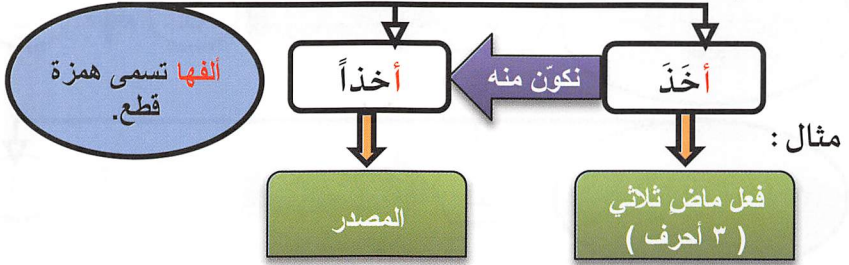 مثال :
أخَذَ
نكوّن منه
أخذاً
ألفها تسمى همزة
قطع.
فعل ماضٍ ثلاثي
( ٣ أحرف )
المصدر